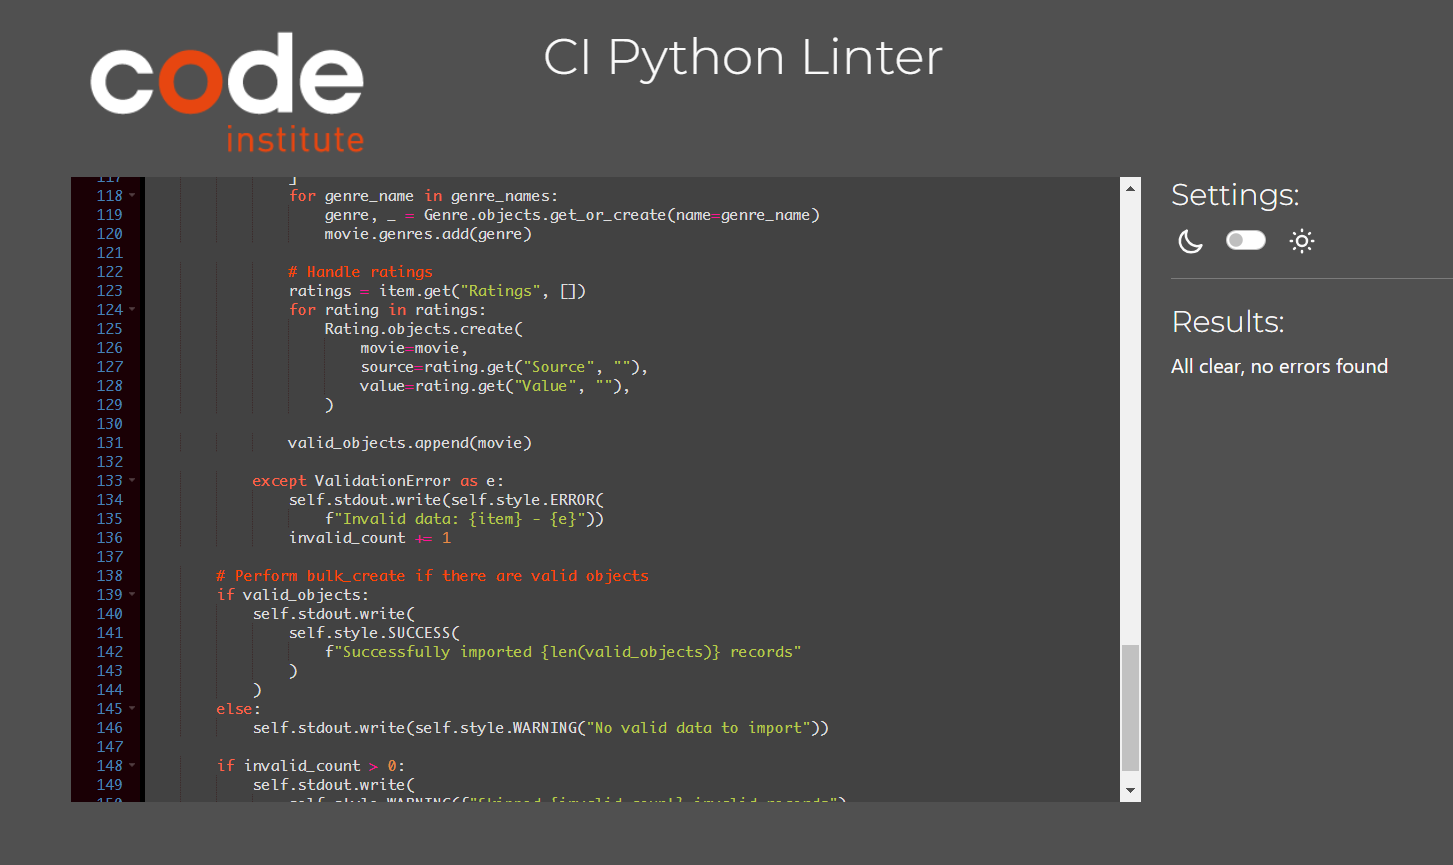 code
institute
CI Python Linter
117 ]
118 for genre_name in genre_names:
119 genre, _ = Genre.objects.get_or_create(name=genre_name)
120 movie.genres.add(genre)
121
122 # Handle ratings
123 ratings = item.get("Ratings", [])
124 for rating in ratings:
125 Rating.objects.create(
126 movie=movie,
127 source=rating.get("Source", ""),
128 value=rating.get("Value", ""),
129 )
130
131 valid_objects.append(movie)
132
133 except ValidationError as e:
134 self.stdout.write(self.style.ERROR(
135 f"Invalid data: {item} - {e}"))
136 invalid_count += 1
137
138 # Perform bulk_create if there are valid objects
139 if valid_objects:
140 self.stdout.write(
141 self.style.SUCCESS(
142 f"Successfully imported {len(valid_objects)} records"
143 )
144 )
145 else:
146 self.stdout.write(self.style.WARNING("No valid data to import"))
147
148 if invalid_count > 0:
149 self.stdout.write(
150 self.style.WARNING(f"Skipped {invalid_count} invalid records")
Settings:
Results:
All clear, no errors found